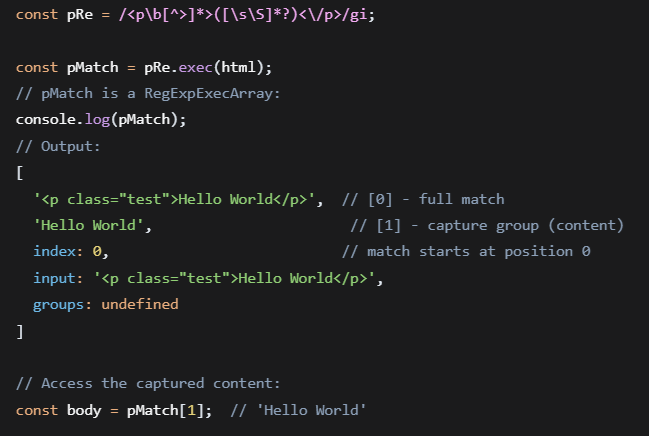 const pRe = /<p\b[^>]*>([\s\S]*?)<\/p>/gi;
const pMatch = pRe.exec(html);
// pMatch is a RegExpExecArray:
console.log(pMatch);
// Output:
[
  '<p class="test">Hello World</p>',  // [0] - full match
  'Hello World',                       // [1] - capture group (content)
  index: 0,                           // match starts at position 0
  input: '<p class="test">Hello World</p>',
  groups: undefined
]
// Access the captured content:
const body = pMatch[1];  // 'Hello World'